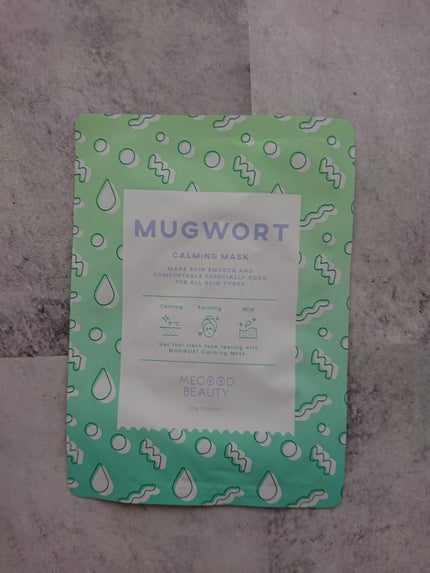 MUGWORT
CALMING MASK
MAKE SKIN SMOOTH AND
COMFORTABLE ESPECIALLY GOOD
FOR ALL SKIN TYPES
Calming Purifying Mild
Get that fresh face feeling with
MUGWORT Calming Mask
MEGOOD
BEAUTY